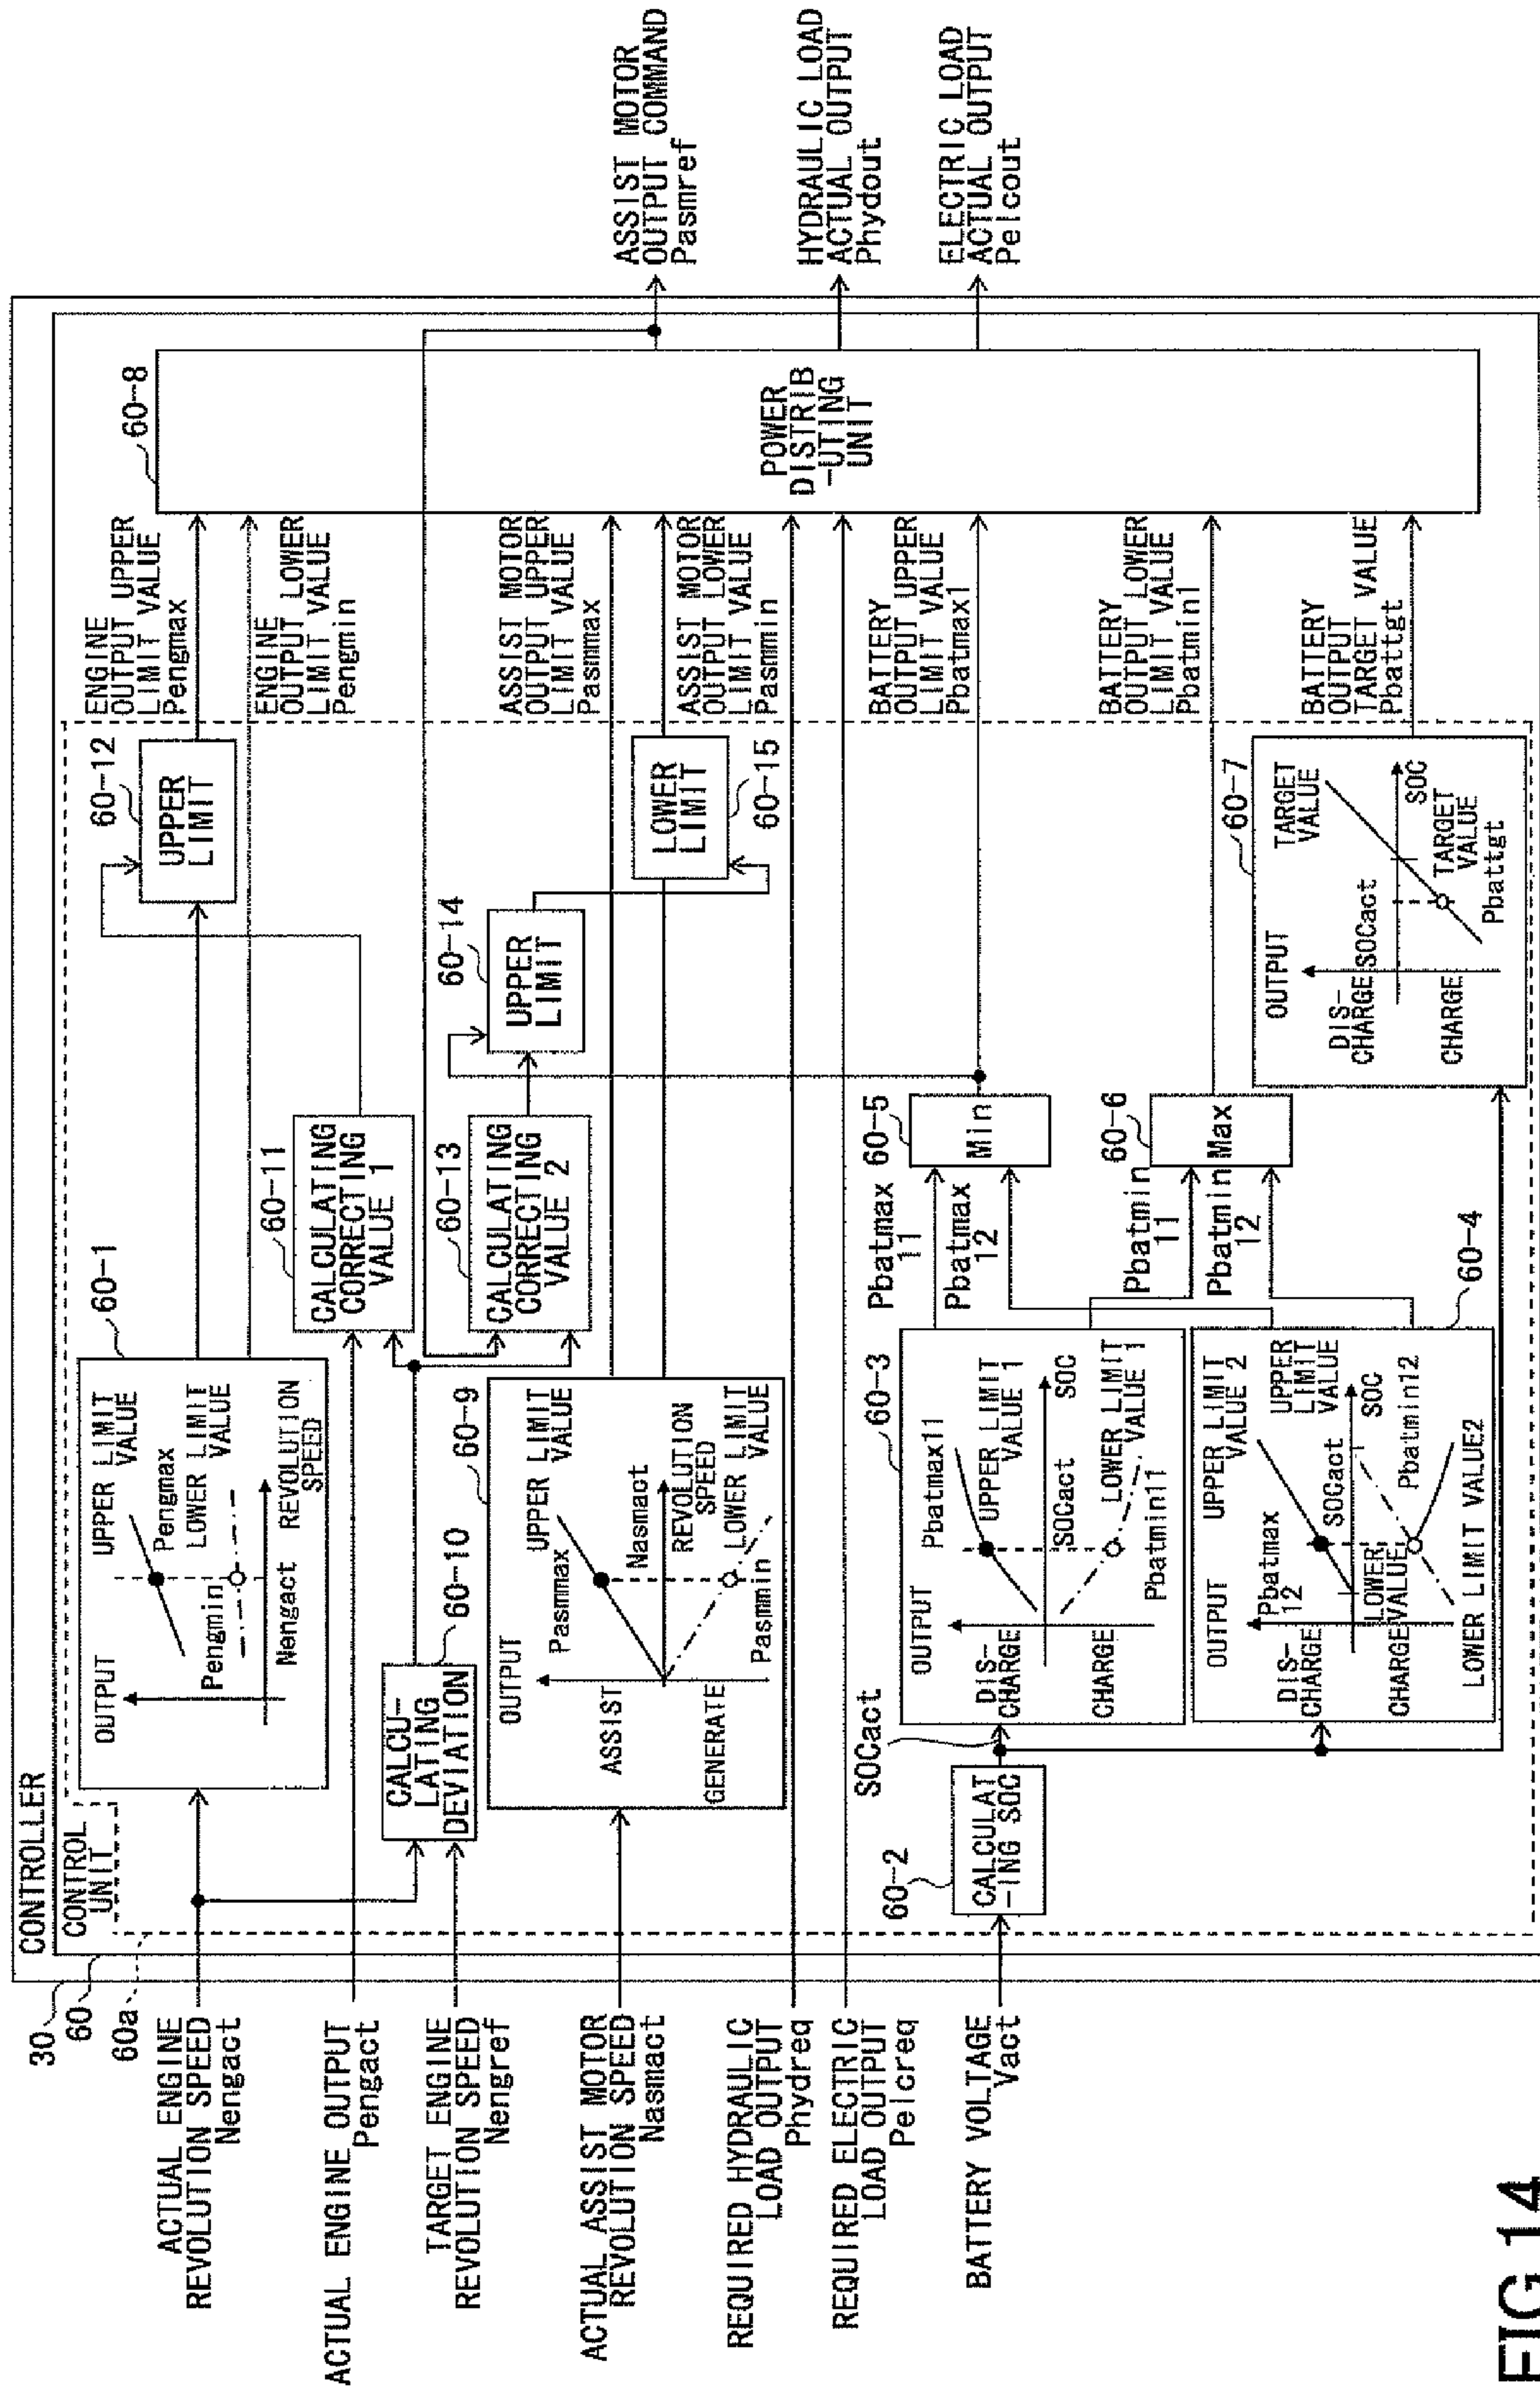 CONTROLLER
CONTROL
UNIT
30
60
60a
ACTUAL ENGINE
REVOLUTION SPEED
Nengact
ACTUAL ENGINE OUTPUT
Pengact
TARGET ENGINE
REVOLUTION SPEED
Nengref
ACTUAL ASSIST MOTOR
REVOLUTION SPEED
Nasmact
REQUIRED HYDRAULIC
LOAD OUTPUT
Phydreq
REQUIRED ELECTRIC
LOAD OUTPUT
Pelcreq
BATTERY VOLTAGE
Vact
60-1
OUTPUT
UPPER LIMIT
VALUE
Pengmax
LOWER LIMIT
VALUE
Pengmin
Nengact
REVOLUTION
SPEED
60-10
CALCU-
LATING
DEVIATION
60-9
OUTPUT
UPPER LIMIT
VALUE
Pasmmax
Nasmact
ASSIST
REVOLUTION
SPEED
GENERATE
LOWER LIMIT
VALUE
Pasmmin
60-2
CALCULAT
-ING SOC
SOCact
60-3
OUTPUT
Pbatmax11
UPPER LIMIT
VALUE 1
DIS-
CHARGE
SOCact
SOC
CHARGE
LOWER LIMIT
VALUE 1
Pbatmin11
60-4
OUTPUT
UPPER LIMIT
VALUE 2
Pbatmax
12
UPPER
LIMIT
VALUE
DIS-
CHARGE
SOCact
SOC
LOWER
VALUE
CHARGE
Pbatmin12
LOWER LIMIT VALUE2
60-11
CALCULATING
CORRECTING
VALUE 1
60-13
CALCULATING
CORRECTING
VALUE 2
Pbatmax
11
Pbatmax
12
60-5
Min
Pbatmin
11
Pbatmin
12
60-6
Max
60-12
UPPER
LIMIT
60-14
UPPER
LIMIT
60-15
LOWER
LIMIT
60-7
OUTPUT
TARGET
VALUE
DIS-
CHARGE
SOCact
SOC
CHARGE
TARGET
VALUE
Pbattgt
ENGINE
OUTPUT UPPER
LIMIT VALUE
Pengmax
ENGINE
OUTPUT LOWER
LIMIT VALUE
Pengmin
ASSIST MOTOR
OUTPUT UPPER
LIMIT VALUE
Pasmmax
ASSIST MOTOR
OUTPUT LOWER
LIMIT VALUE
Pasmmin
BATTERY
OUTPUT UPPER
LIMIT VALUE
Pbatmax1
BATTERY
OUTPUT LOWER
LIMIT VALUE
Pbatmin1
BATTERY
OUTPUT
TARGET VALUE
Pbattgt
60-8
POWER
DISTRIB
-UTING
UNIT
ASSIST MOTOR
OUTPUT COMMAND
Pasmref
HYDRAULIC LOAD
ACTUAL OUTPUT
Phydout
ELECTRIC LOAD
ACTUAL OUTPUT
Pelcout
FIG.14